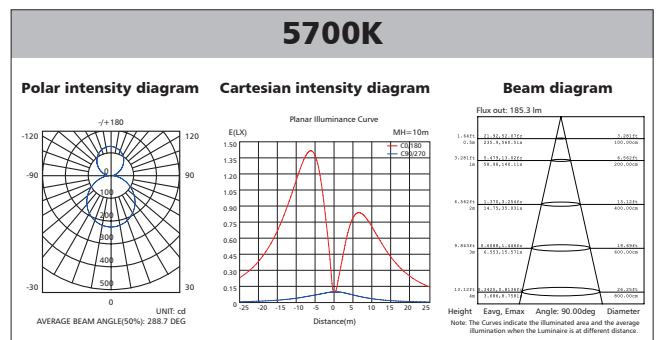 5700K
Polar intensity diagram
Cartesian intensity diagram
Beam diagram
-/+180
-120
120
-90
90
-30
30
0
0
100
200
300
400
500
UNIT: cd
AVERAGE BEAM ANGLE(50%): 288.7 DEG
Planar Illuminance Curve
E(LX)
MH=10m
C0/180
C90/270
1.50
1.35
1.20
1.05
0.90
0.75
0.60
0.45
0.30
0.15
0
-25 -20 -15 -10 -5 0 5 10 15 20 25
Distance(m)
Flux out: 185.3 lm
1.64ft
0.5m
3.281ft
100.00cm
3.281ft
1m
6.562ft
200.00cm
6.562ft
2m
13.12ft
400.00cm
3m
600.00cm
13.12ft
4m
26.25ft
800.00cm
Height Eavg, Emax Angle: 90.00deg Diameter
Note: The Curves indicate the illuminated area and the average
illumination when the Luminaire is at different distance.